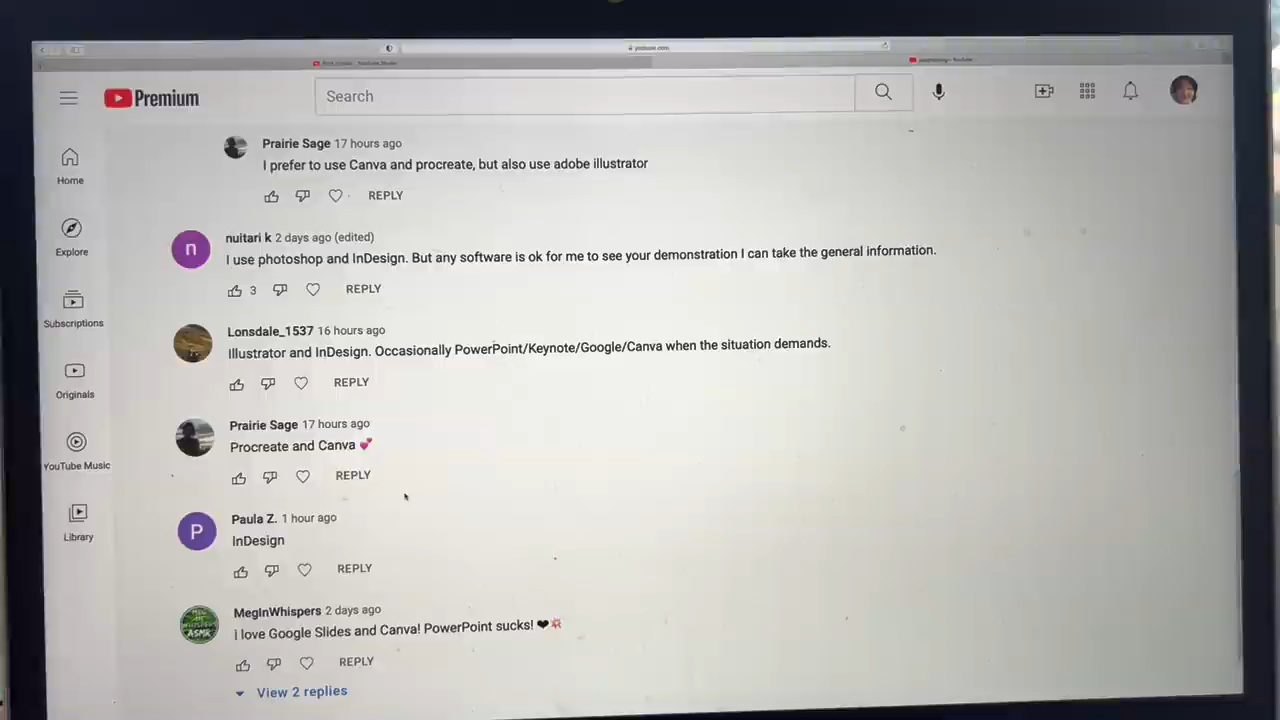 youtube.com
Premium
Search
Home
Explore
Subscriptions
Originals
YouTube Music
Library
Prairie Sage 17 hours ago
I prefer to use Canva and procreate, but also use adobe illustrator
REPLY
n
nuitari k 2 days ago (edited)
I use photoshop and InDesign. But any software is ok for me to see your demonstration I can take the general information.
3 REPLY
Lonsdale_1537 16 hours ago
Illustrator and InDesign. Occasionally PowerPoint/Keynote/Google/Canva when the situation demands.
REPLY
Prairie Sage 17 hours ago
Procreate and Canva 💕
REPLY
P
Paula Z. 1 hour ago
InDesign
REPLY
MegInWhispers 2 days ago
i love Google Slides and Canva! PowerPoint sucks! ❤💥
REPLY
View 2 replies